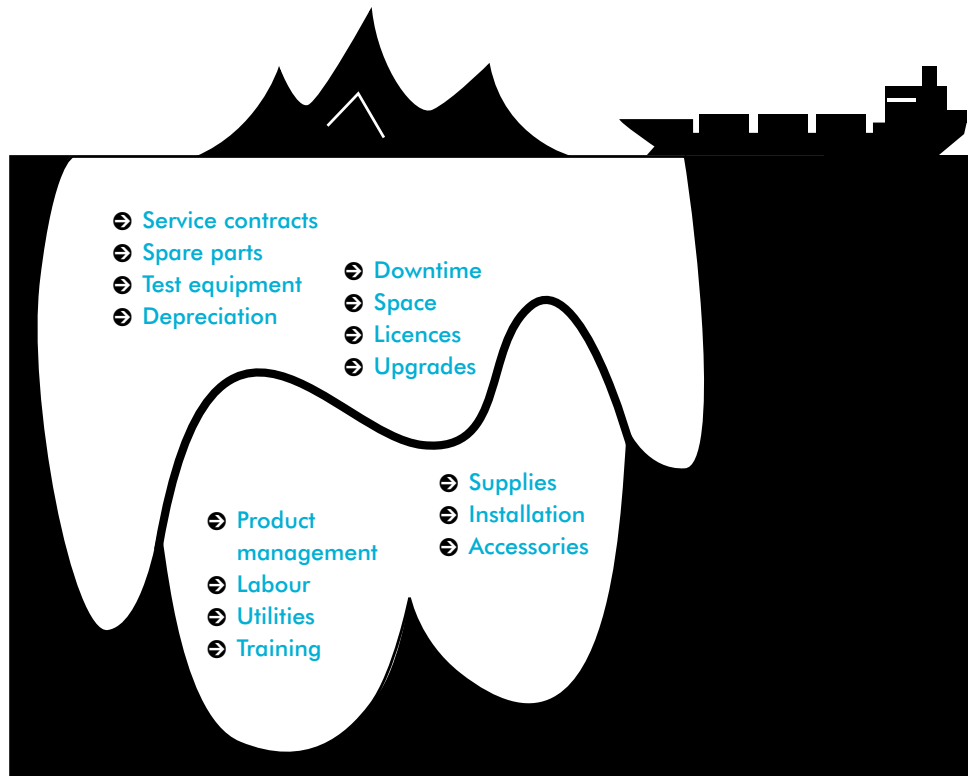 Service contracts
Spare parts
Test equipment
Depreciation
Downtime
Space
Licences
Upgrades
Product
management
Labour
Utilities
Training
Supplies
Installation
Accessories